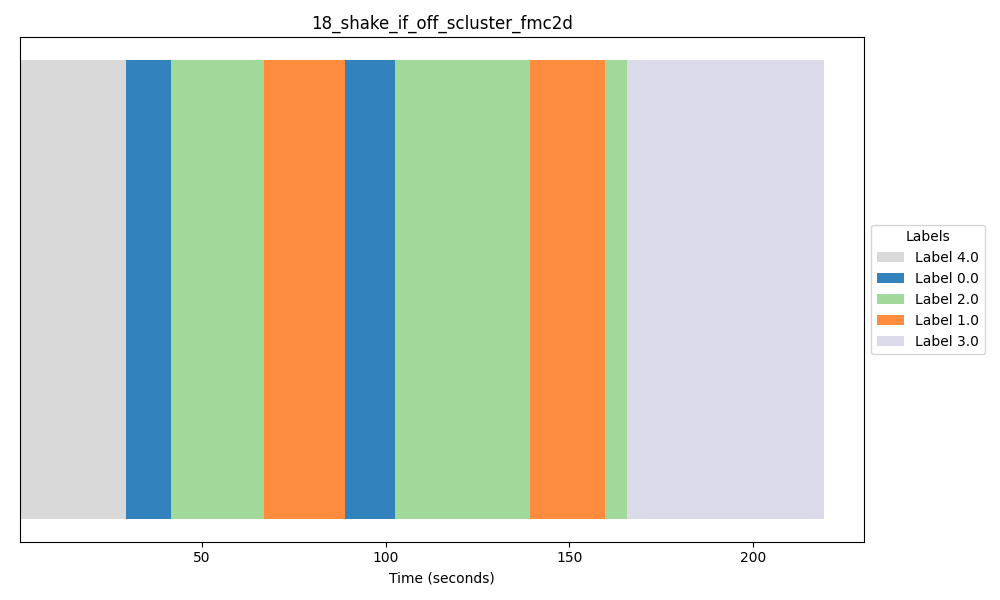 18_shake_if_off_scluster_fmc2d
Labels
Label 4.0
Label 0.0
Label 2.0
Label 1.0
Label 3.0
50 100 150 200
Time (seconds)